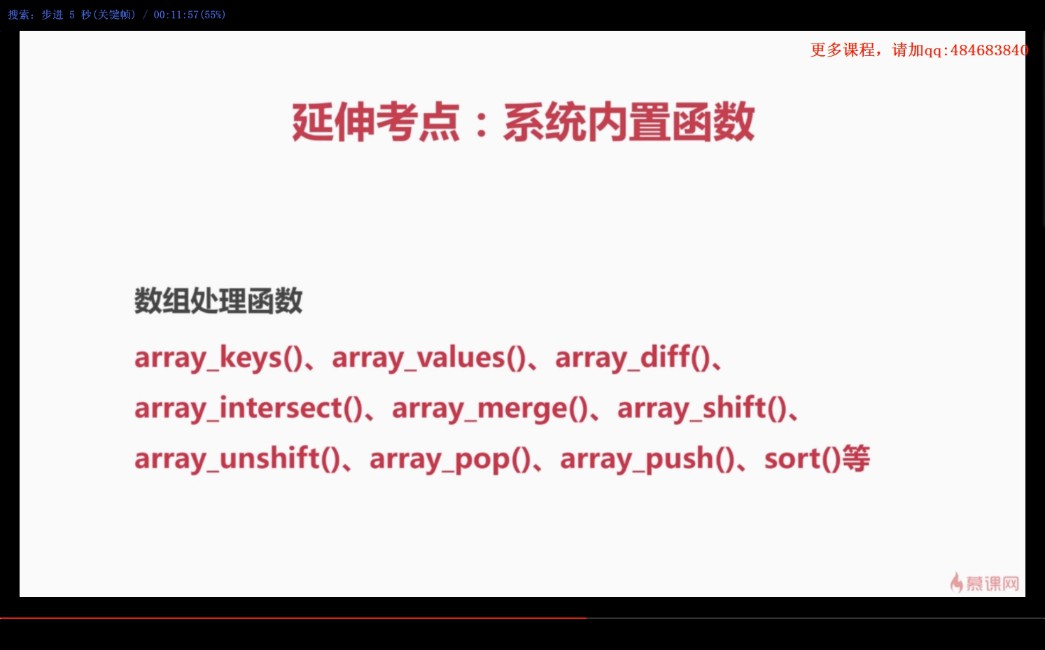 搜索: 步进 5 秒(关键帧) / 00:11:57(55%)
更多课程，请加qq:484683840
延伸考点：系统内置函数
数组处理函数
array_keys()、array_values()、array_diff()、
array_intersect()、array_merge()、array_shift()、
array_unshift()、array_pop()、array_push()、sort()等
慕课网